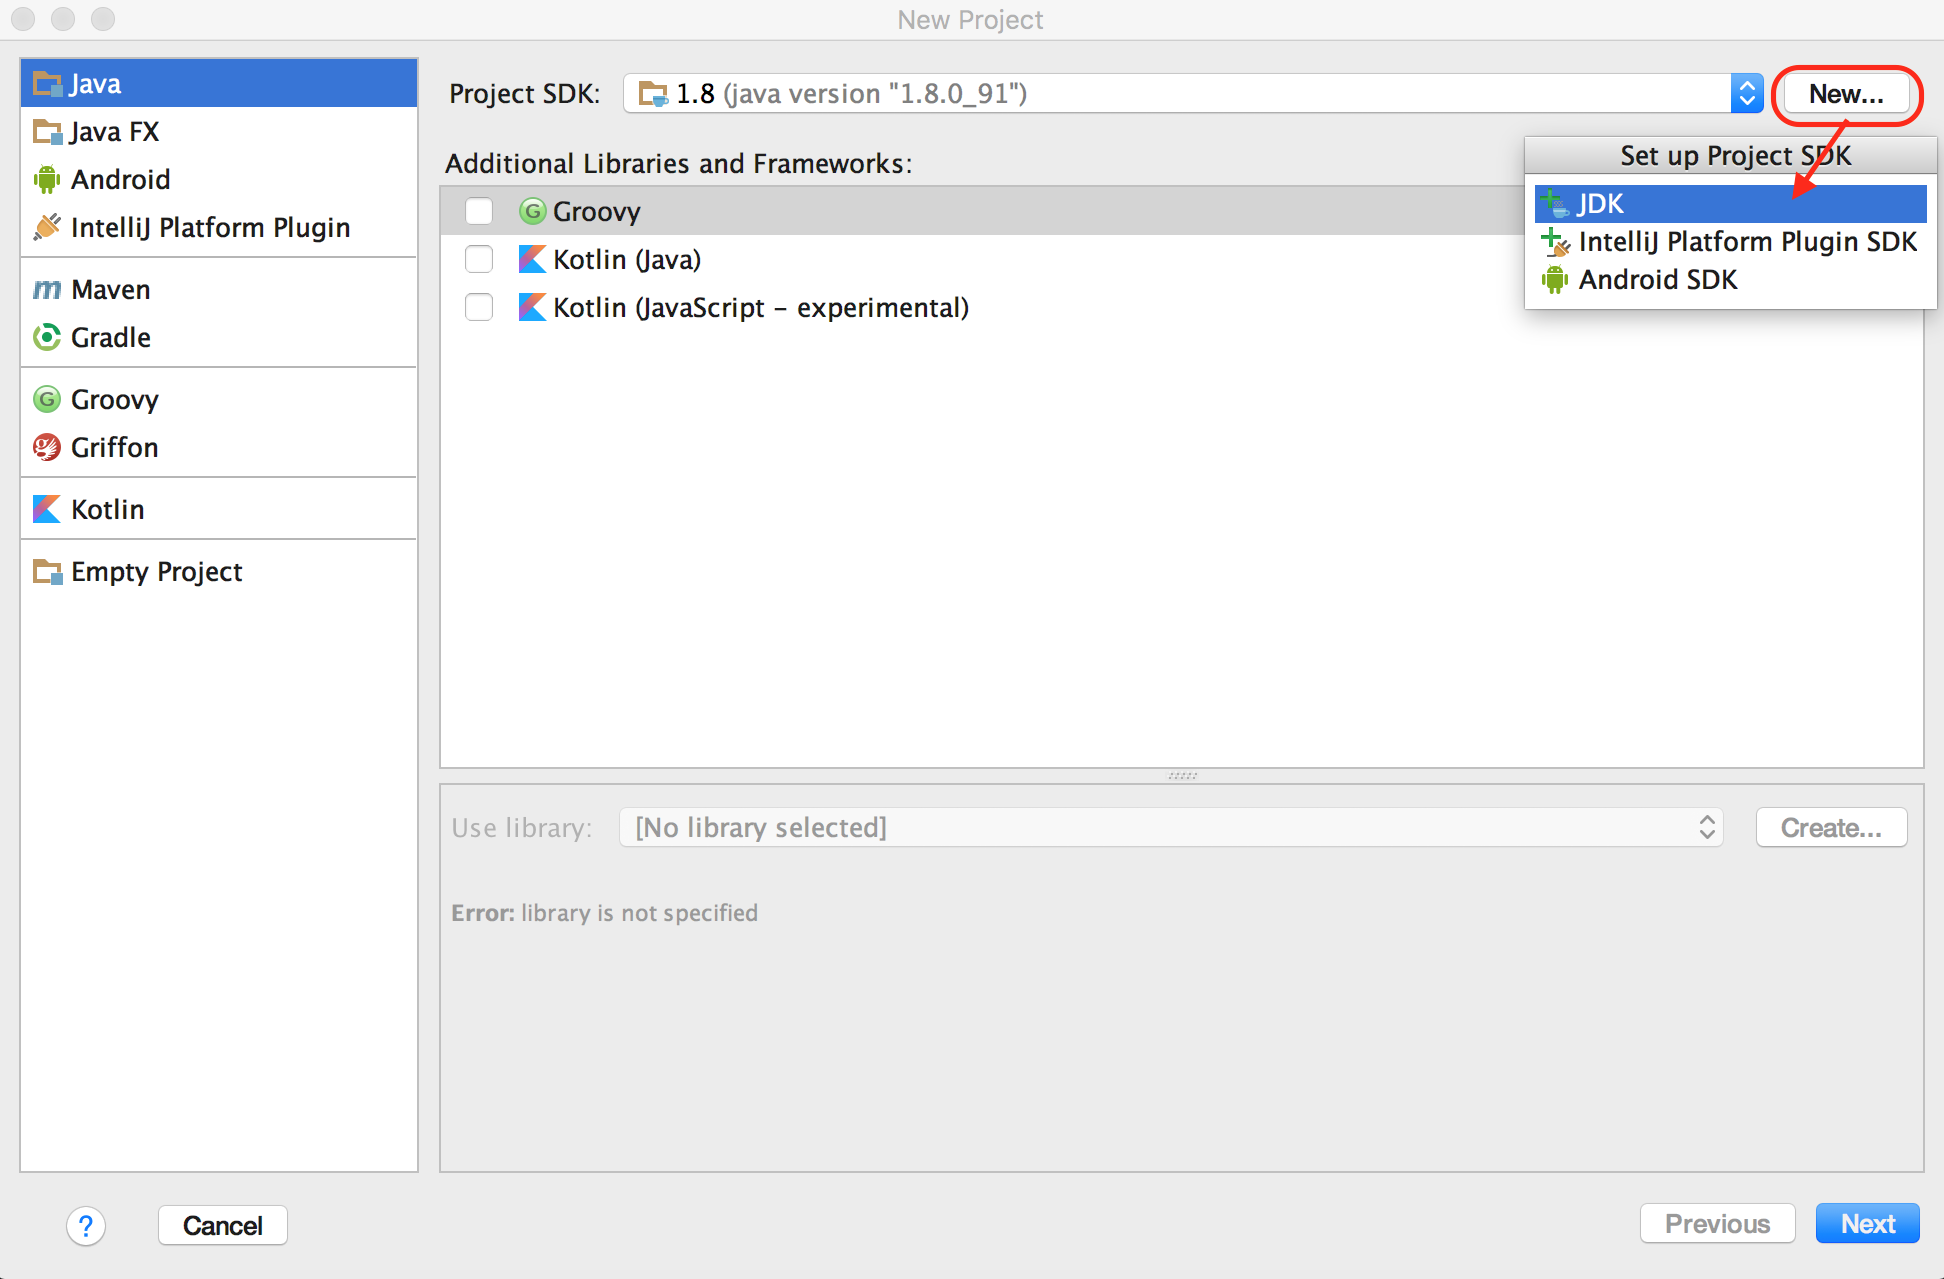 New Project
Java
Java FX
Android
IntelliJ Platform Plugin
Maven
Gradle
Groovy
Griffon
Kotlin
Empty Project
Project SDK: 1.8 (java version "1.8.0_91") New...
Set up Project SDK
JDK
IntelliJ Platform Plugin SDK
Android SDK
Additional Libraries and Frameworks:
G Groovy
Kotlin (Java)
Kotlin (JavaScript – experimental)
Use library: [No library selected] Create...
Error: library is not specified
? Cancel Previous Next